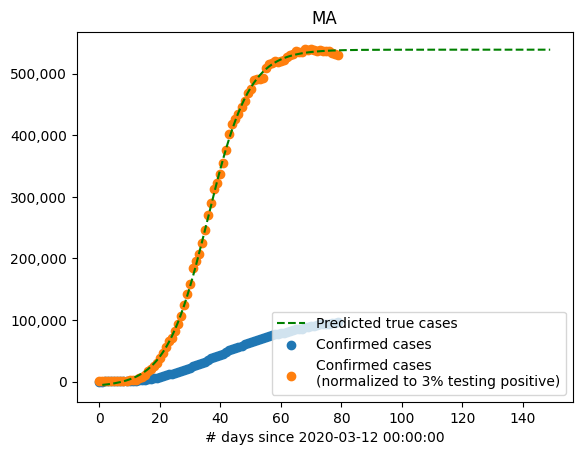 MA
500,000
400,000
300,000
200,000
100,000
0
Predicted true cases
Confirmed cases
Confirmed cases
(normalized to 3% testing positive)
0 20 40 60 80 100 120 140
# days since 2020-03-12 00:00:00